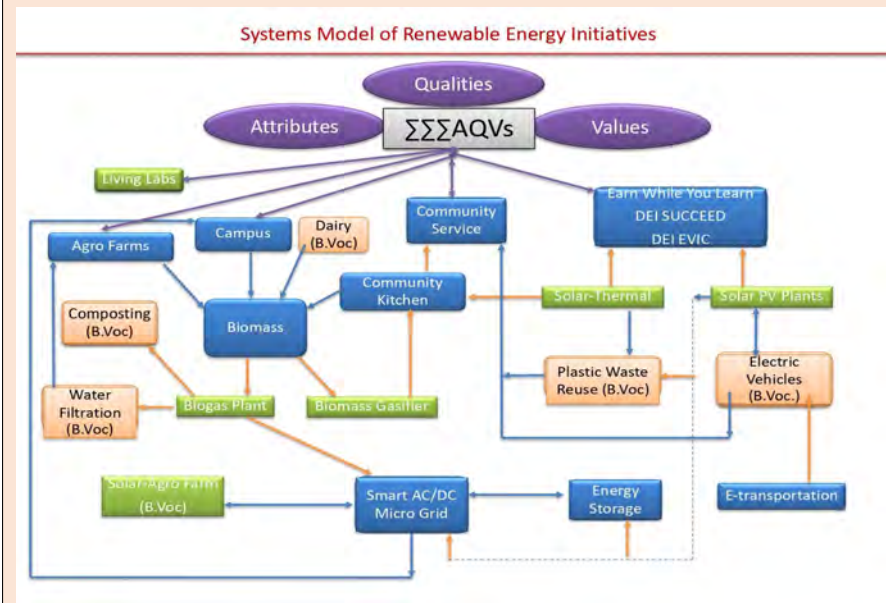 Systems Model of Renewable Energy Initiatives
Qualities
Attributes
∑∑∑AQVs
Values
Living Labs
Earn While You Learn
DEI SUCCEED
DEI EVIC
Community
Service
Campus
Dairy
(B.Voc)
Agro Farms
Community
Kitchen
Solar-Thermal
Solar PV Plants
Composting
(B.Voc)
Biomass
Plastic Waste
Reuse (B.Voc)
Electric
Vehicles
(B.Voc.)
Water
Filtration
(B.Voc)
Biogas Plant
Biomass Gasifier
Solar-Agro Farm
(B.Voc)
Smart AC/DC
Micro Grid
Energy
Storage
E-transportation